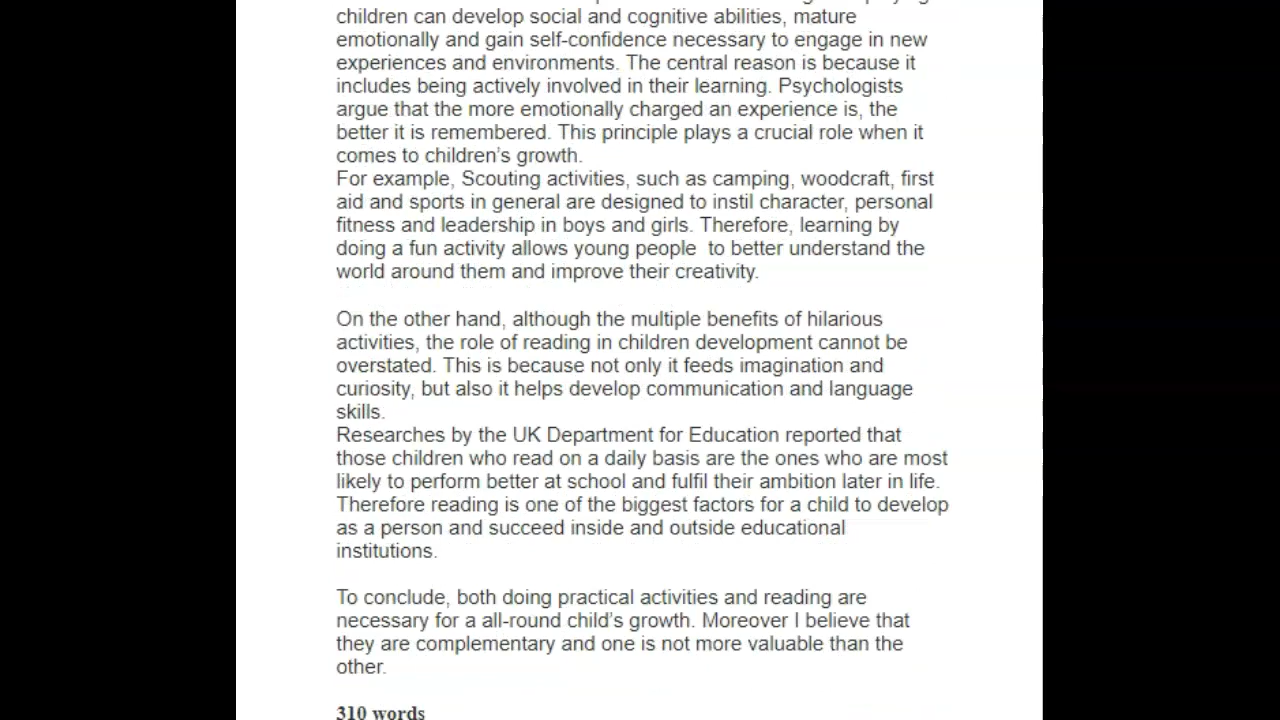 children can develop social and cognitive abilities, mature
emotionally and gain self-confidence necessary to engage in new
experiences and environments. The central reason is because it
includes being actively involved in their learning. Psychologists
argue that the more emotionally charged an experience is, the
better it is remembered. This principle plays a crucial role when it
comes to children's growth.
For example, Scouting activities, such as camping, woodcraft, first
aid and sports in general are designed to instil character, personal
fitness and leadership in boys and girls. Therefore, learning by
doing a fun activity allows young people  to better understand the
world around them and improve their creativity.
On the other hand, although the multiple benefits of hilarious
activities, the role of reading in children development cannot be
overstated. This is because not only it feeds imagination and
curiosity, but also it helps develop communication and language
skills.
Researches by the UK Department for Education reported that
those children who read on a daily basis are the ones who are most
likely to perform better at school and fulfil their ambition later in life.
Therefore reading is one of the biggest factors for a child to develop
as a person and succeed inside and outside educational
institutions.
To conclude, both doing practical activities and reading are
necessary for a all-round child's growth. Moreover I believe that
they are complementary and one is not more valuable than the
other.
310 words